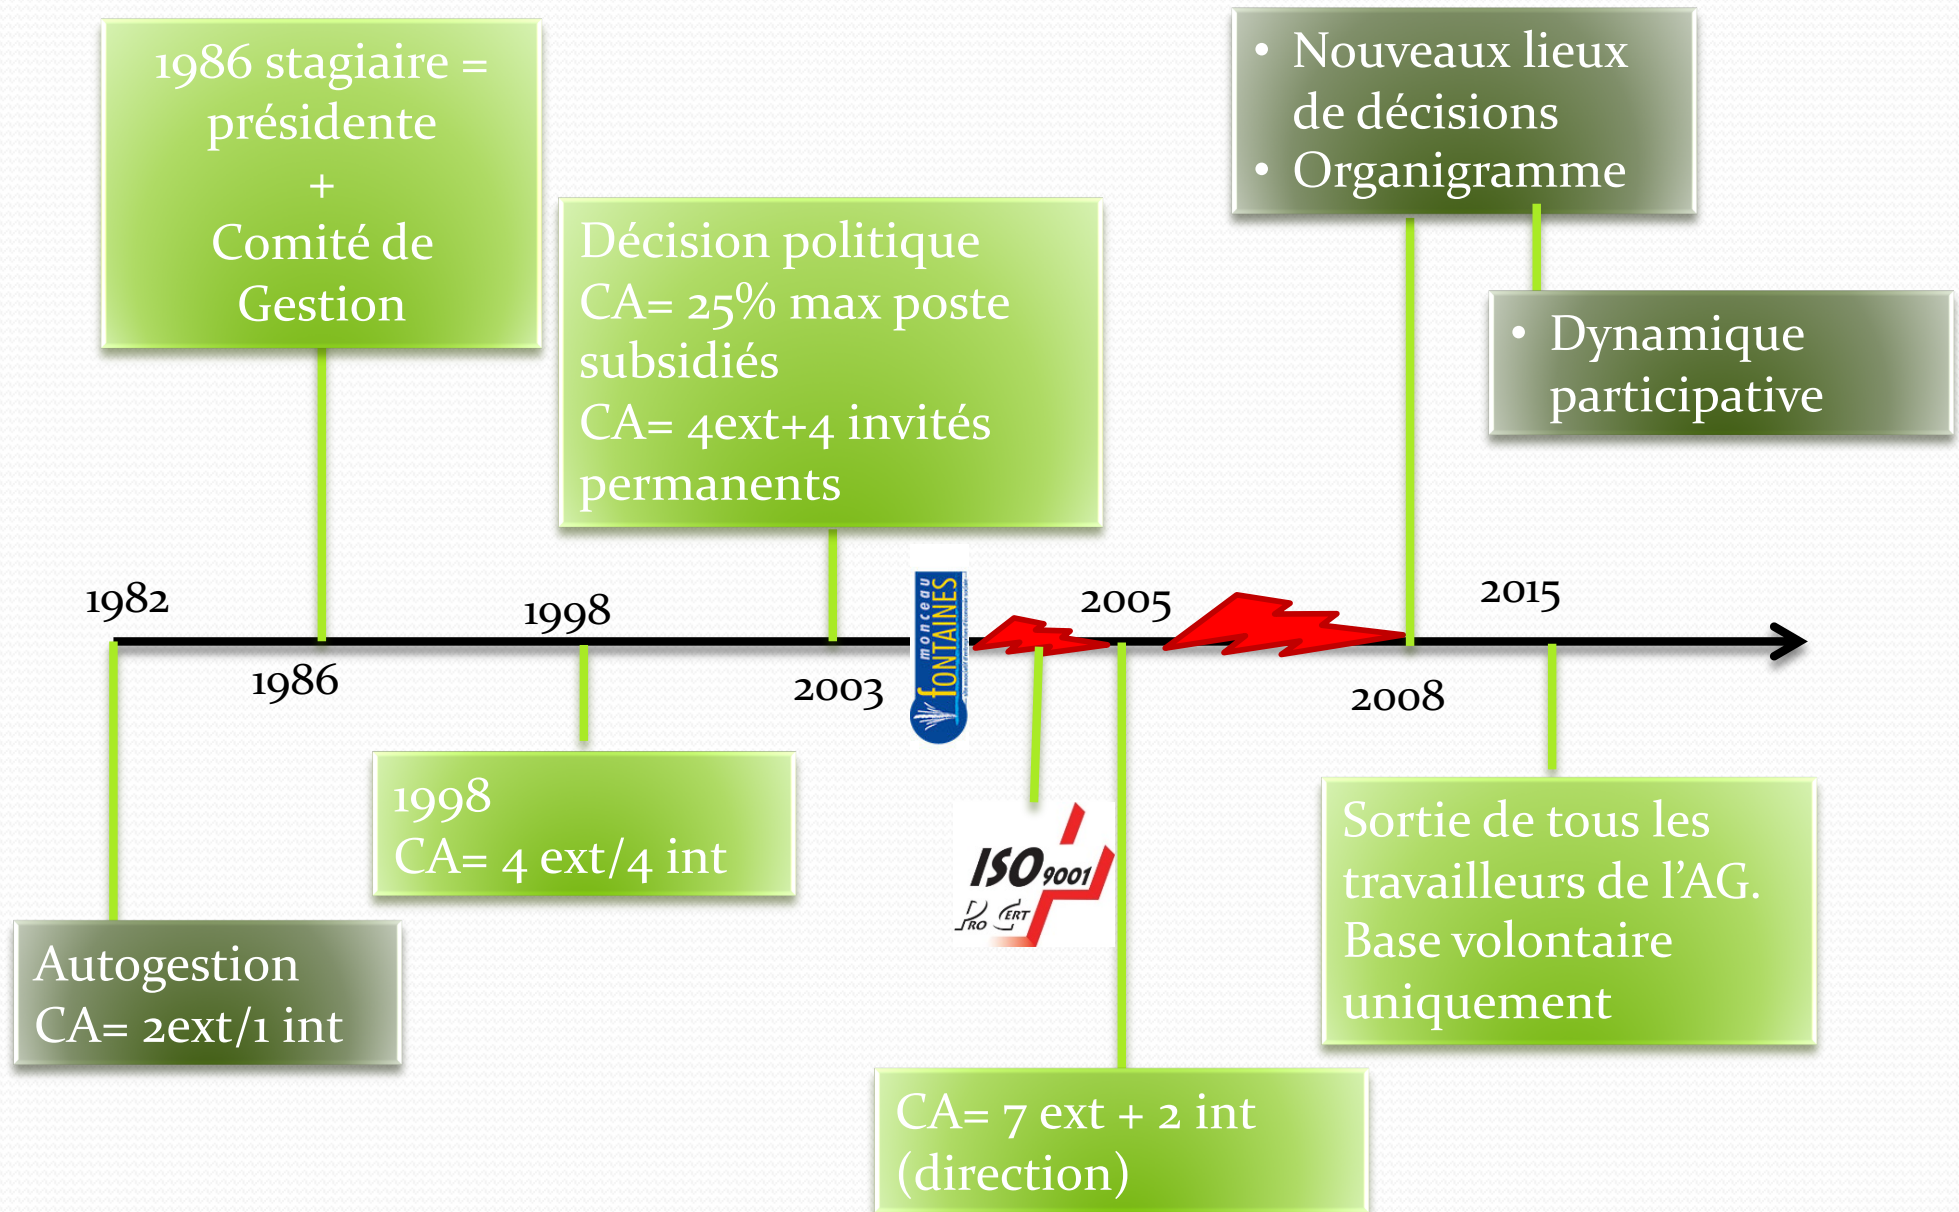 1986 stagiaire =
présidente
+
Comité de
Gestion
Décision politique
CA= 25% max poste
subsidiés
CA= 4ext+4 invités
permanents
• Nouveaux lieux
de décisions
• Organigramme
• Dynamique
participative
1982
1986
1998
2003
2005
2008
2015
monceau
fONTAINES
1998
CA= 4 ext/4 int
ISO 9001
PRO CERT
Autogestion
CA= 2ext/1 int
Sortie de tous les
travailleurs de l’AG.
Base volontaire
uniquement
CA= 7 ext + 2 int
(direction)